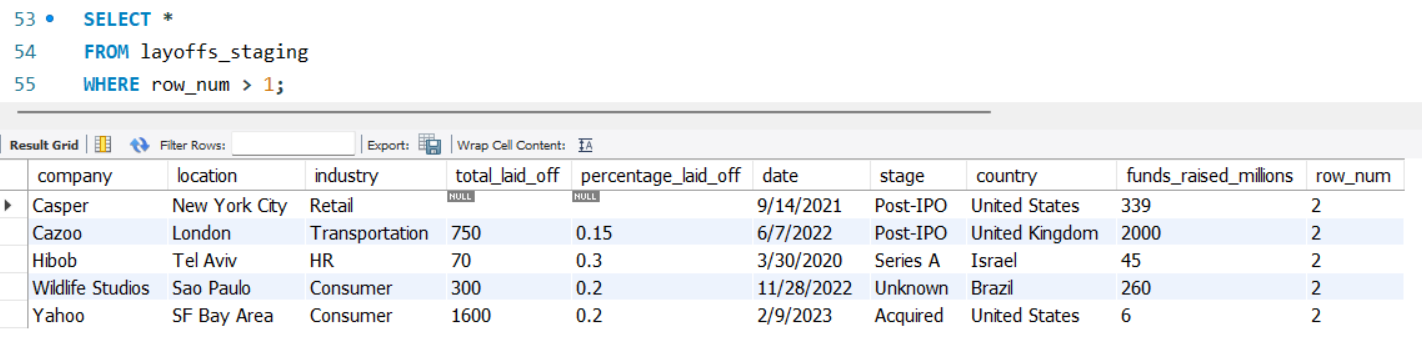 53 SELECT *
54 FROM layoffs_staging
55 WHERE row_num > 1;
Result Grid Filter Rows: Export: Wrap Cell Content: IA
company location industry total_laid_off percentage_laid_off date stage country funds_raised_millions row_num
Casper New York City Retail NULL NULL 9/14/2021 Post-IPO United States 339 2
Cazoo London Transportation 750 0.15 6/7/2022 Post-IPO United Kingdom 2000 2
Hibob Tel Aviv HR 70 0.3 3/30/2020 Series A Israel 45 2
Wildlife Studios Sao Paulo Consumer 300 0.2 11/28/2022 Unknown Brazil 260 2
Yahoo SF Bay Area Consumer 1600 0.2 2/9/2023 Acquired United States 6 2